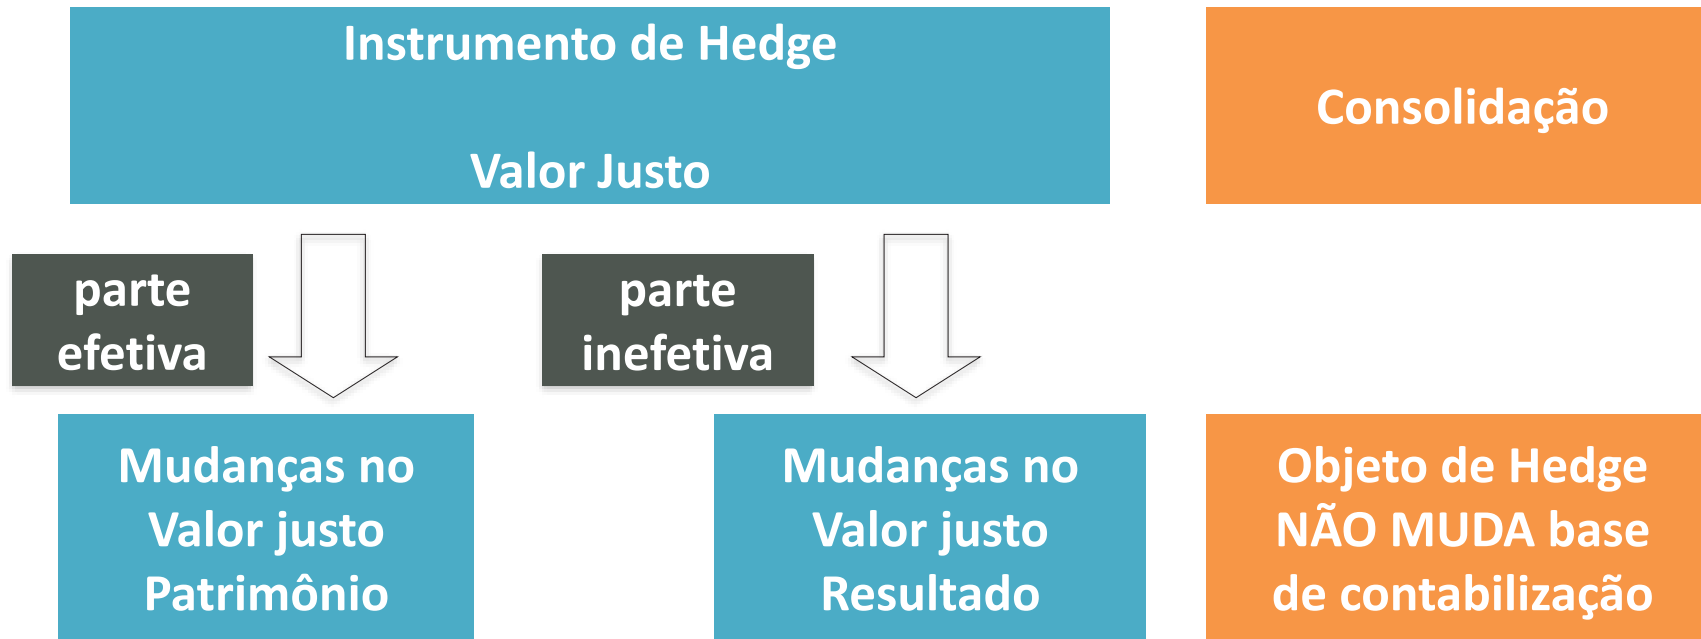 Instrumento de Hedge
Valor Justo
Consolidação
parte
efetiva
parte
inefetiva
Mudanças no
Valor justo
Patrimônio
Mudanças no
Valor justo
Resultado
Objeto de Hedge
NÃO MUDA base
de contabilização